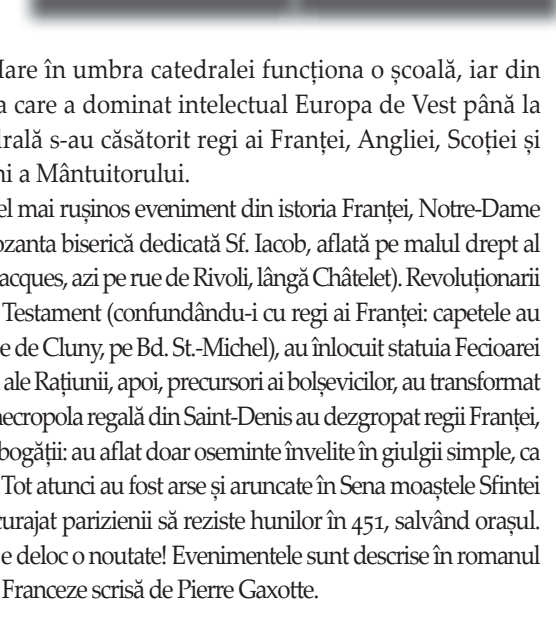 Mare în umbra catedralei funcționa o școală, iar din
a care a dominat intelectual Europa de Vest până la
drală s-au căsătorit regi ai Franței, Angliei, Scoției și
ni a Mântuitorului.
el mai rușinos eveniment din istoria Franței, Notre-Dame
ozanta biserică dedicată Sf. Iacob, aflată pe malul drept al
acques, azi pe rue de Rivoli, lângă Châtelet). Revoluționarii
Testament (confundându-i cu regi ai Franței: capetele au
e de Cluny, pe Bd. St.-Michel), au înlocuit statuia Fecioarei
ale Rațiunii, apoi, precursori ai bolșevicilor, au transformat
necropola regală din Saint-Denis au dezgropat regii Franței,
bogății: au aflat doar oseminte învelite în giulgii simple, ca
Tot atunci au fost arse și aruncate în Sena moaștele Sfintei
curajat parizienii să reziste hunilor în 451, salvând orașul.
e deloc o noutate! Evenimentele sunt descrise în romanul
Franceze scrisă de Pierre Gaxotte.